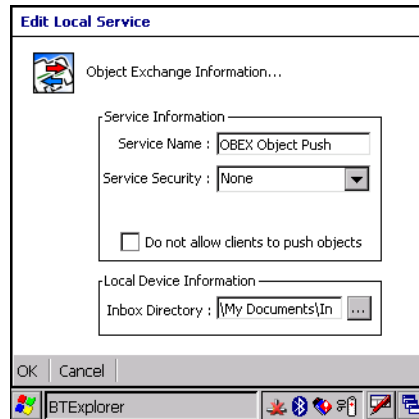 Edit Local Service
Object Exchange Information...
Service Information
Service Name : OBEX Object Push
Service Security : None
Do not allow clients to push objects
Local Device Information
Inbox Directory : \My Documents\In ...
OK Cancel
BTExplorer